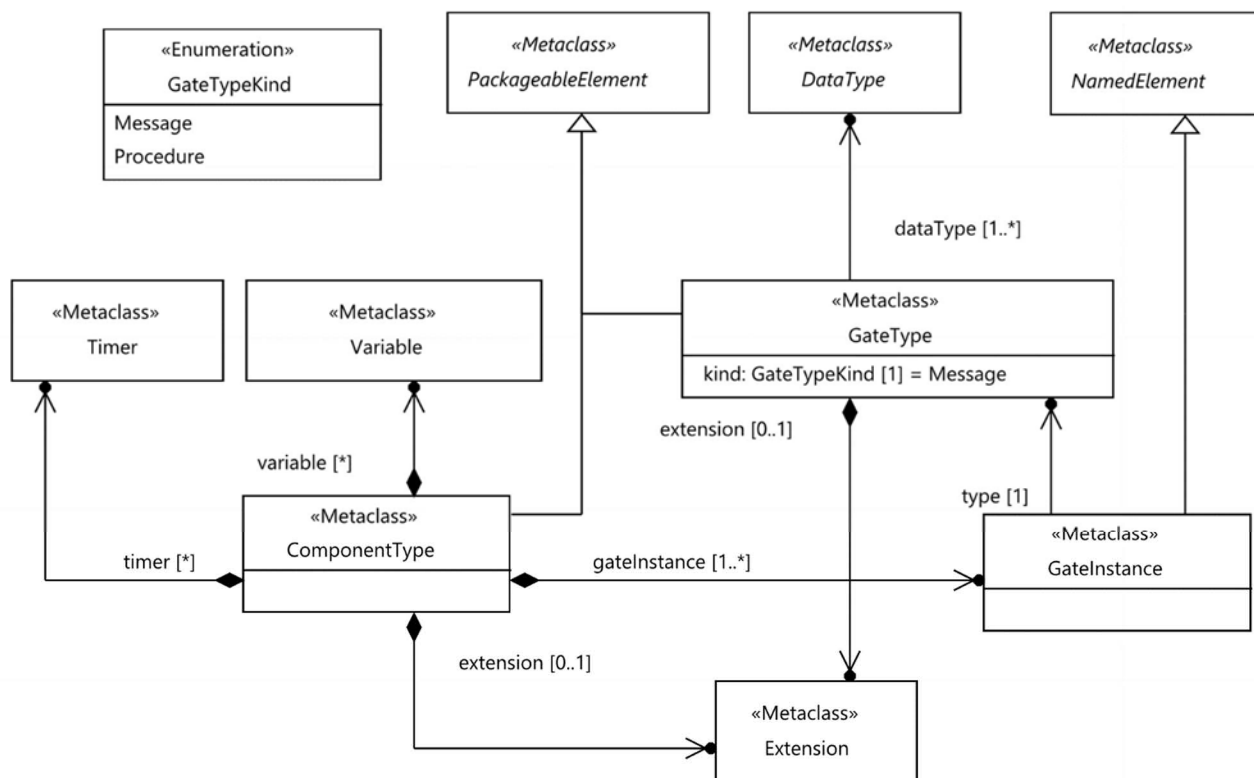 «Enumeration»
GateTypeKind
Message
Procedure
«Metaclass»
PackageableElement
«Metaclass»
DataType
«Metaclass»
NamedElement
dataType [1..*]
«Metaclass»
Timer
«Metaclass»
Variable
«Metaclass»
GateType
kind: GateTypeKind [1] = Message
extension [0..1]
variable [*]
type [1]
«Metaclass»
ComponentType
timer [*]
gateInstance [1..*]
«Metaclass»
GateInstance
extension [0..1]
«Metaclass»
Extension